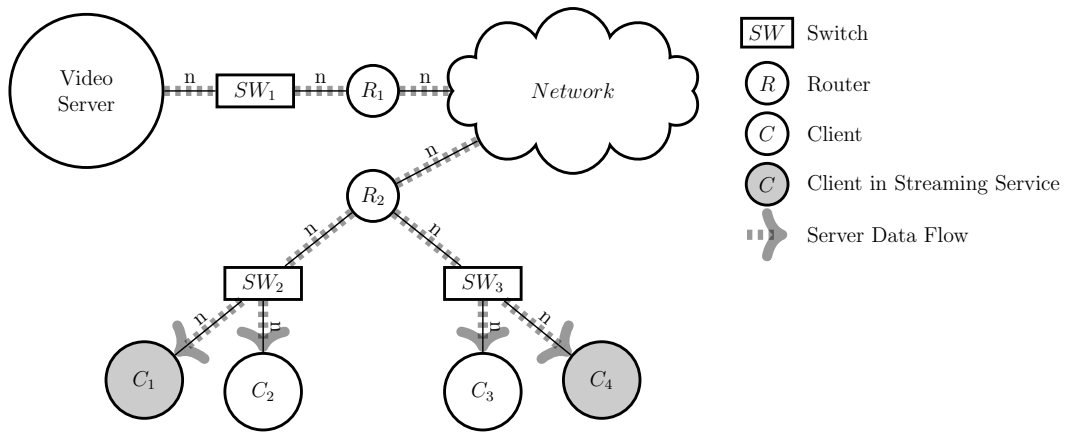 Video
Server
n
SW₁
n
R₁
n
Network
n
R₂
n
n
SW₂
SW₃
n
n
n
n
C₁
C₂
C₃
C₄
SW Switch
R Router
C Client
C Client in Streaming Service
Server Data Flow